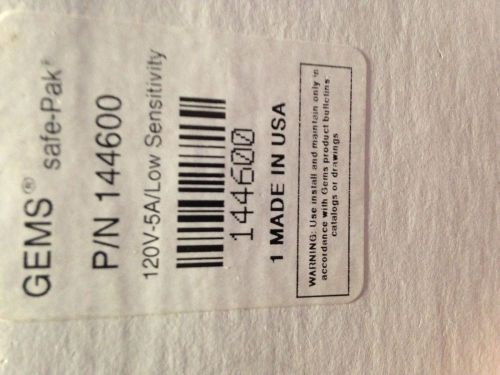 GEMS® safe-Pak®
P/N 144600
120V-5A/Low Sensitivity
144600
1 MADE IN USA
WARNING: Use install and maintain only in
accordance with Gems product bulletins
catalogs or drawings